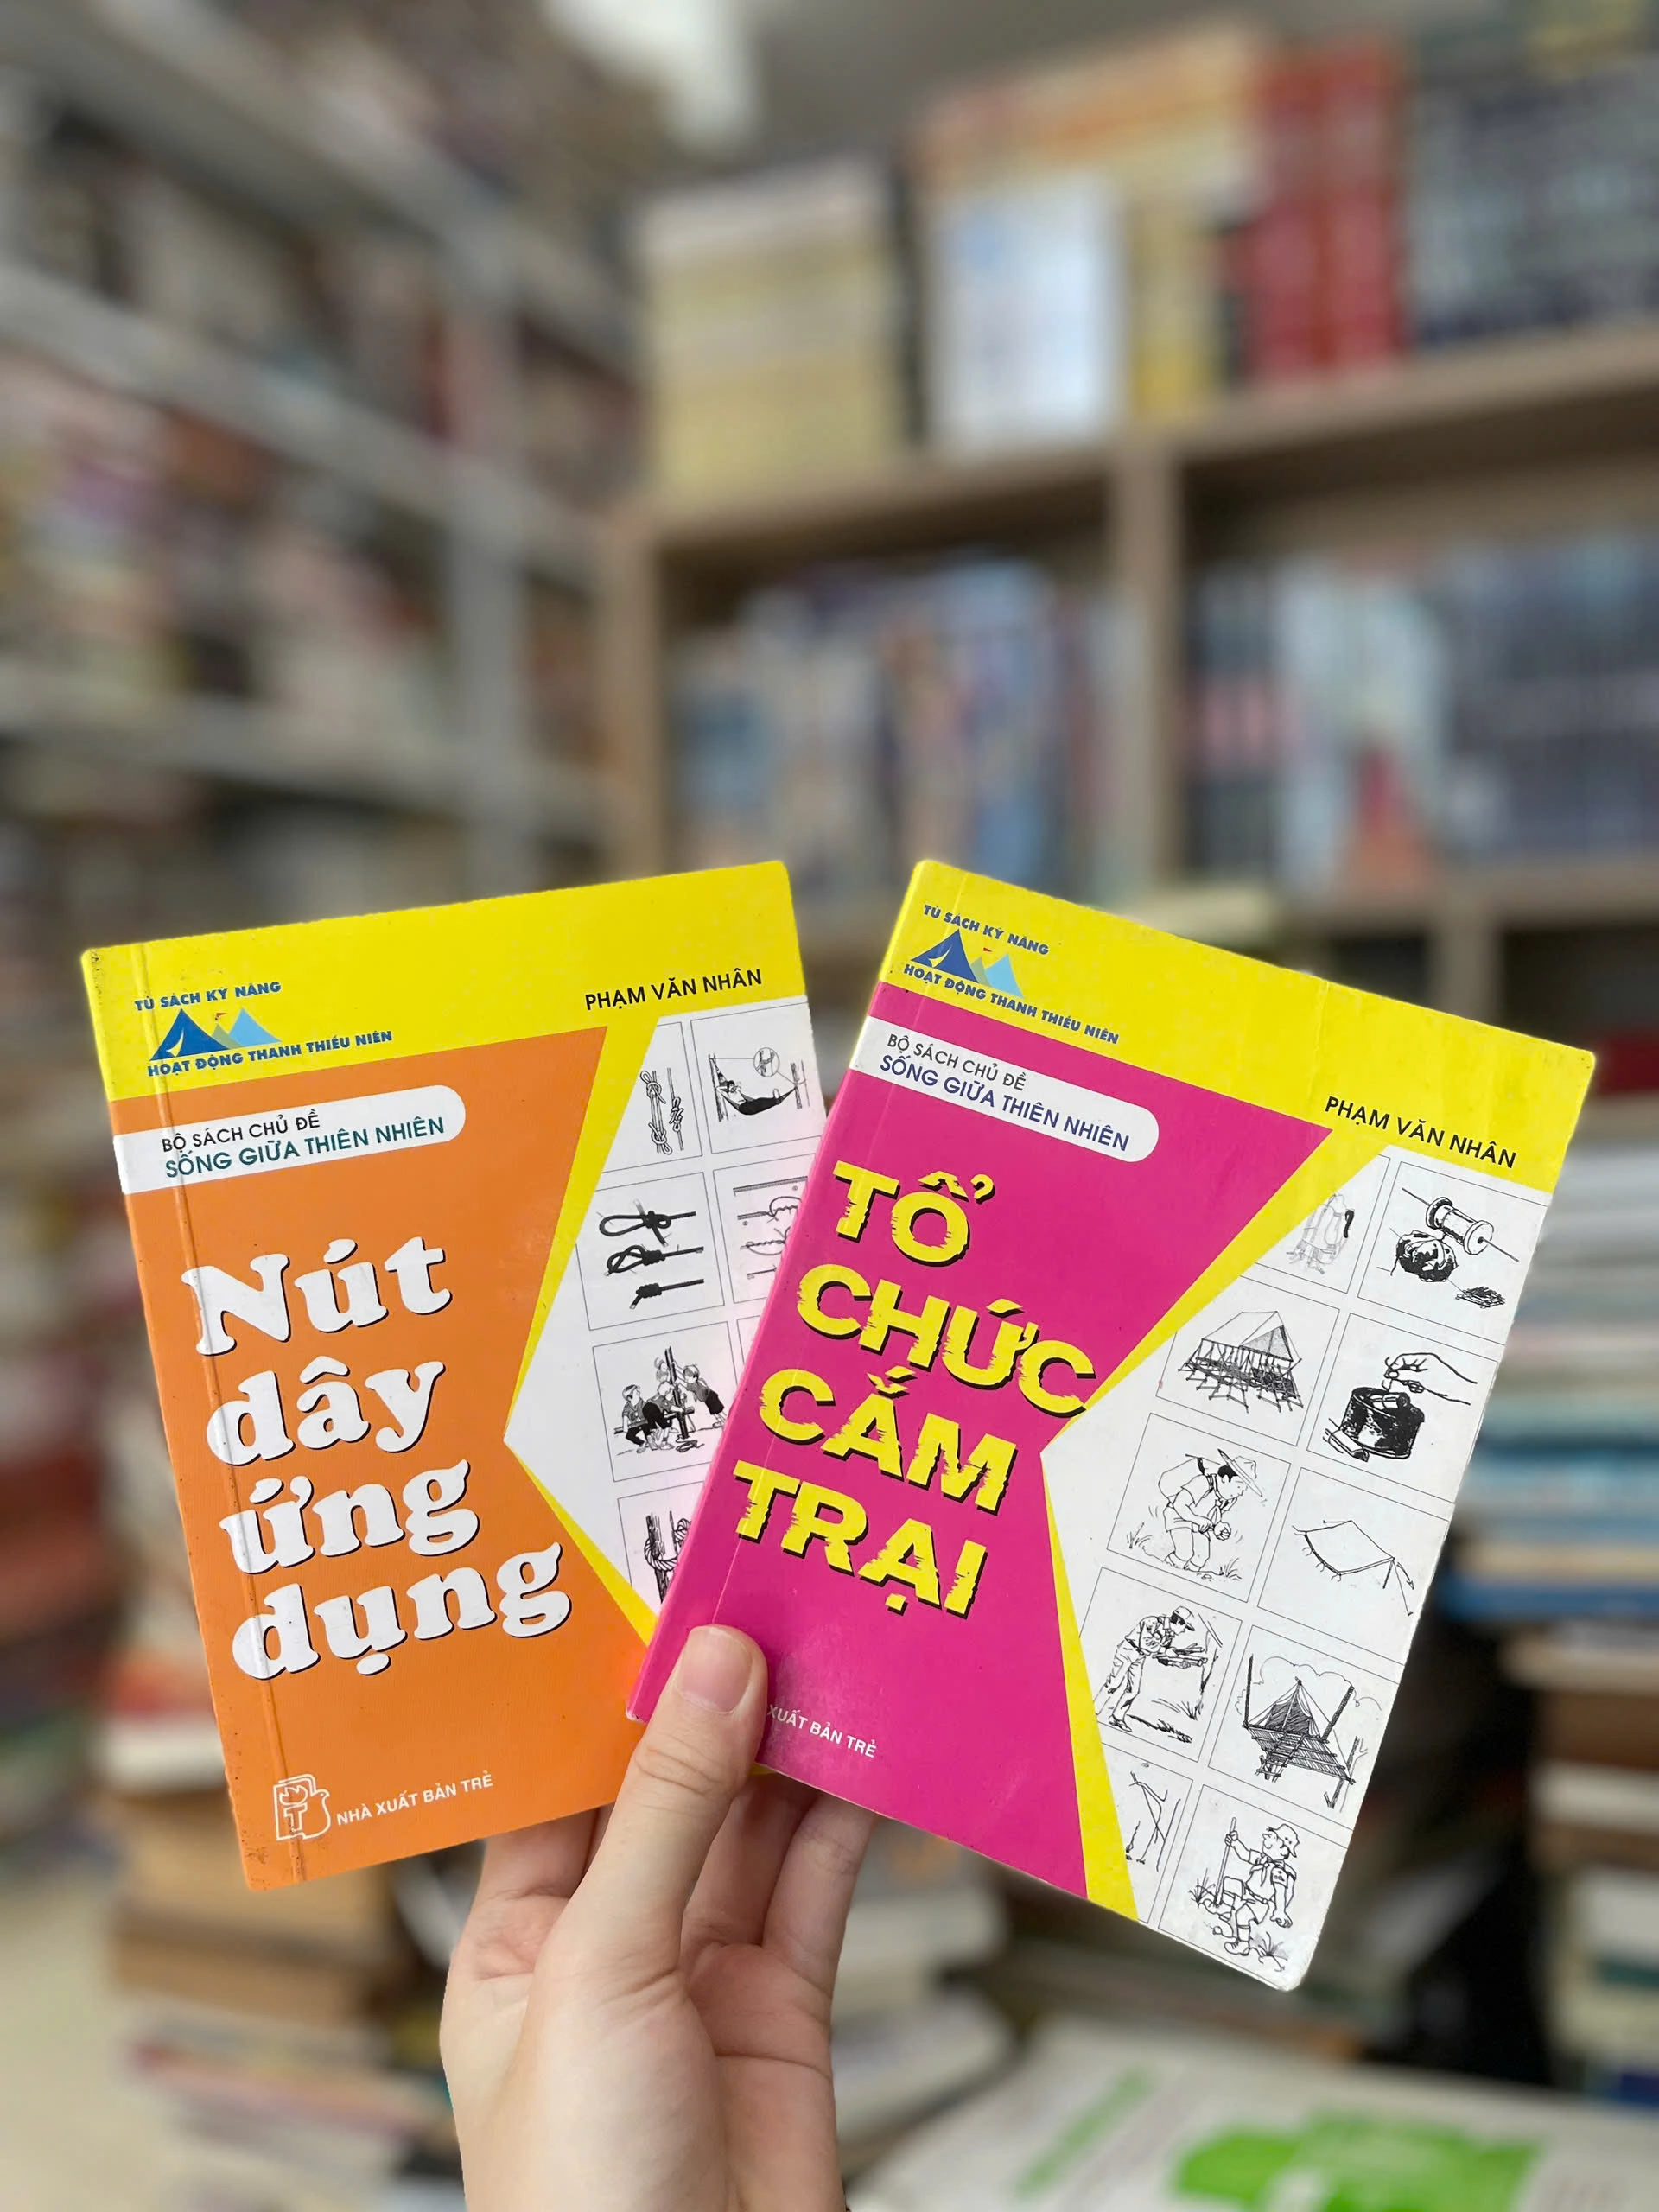 TỦ SÁCH KỸ NĂNG
HOẠT ĐỘNG THANH THIẾU NIÊN
PHẠM VĂN NHÂN
BỘ SÁCH CHỦ ĐỀ
SỐNG GIỮA THIÊN NHIÊN
Nút
dây
ứng
dụng
NHÀ XUẤT BẢN TRẺ
TỦ SÁCH KỸ NĂNG
HOẠT ĐỘNG THANH THIẾU NIÊN
PHẠM VĂN NHÂN
BỘ SÁCH CHỦ ĐỀ
SỐNG GIỮA THIÊN NHIÊN
TỔ
CHỨC
CẮM
TRẠI
XUẤT BẢN TRẺ